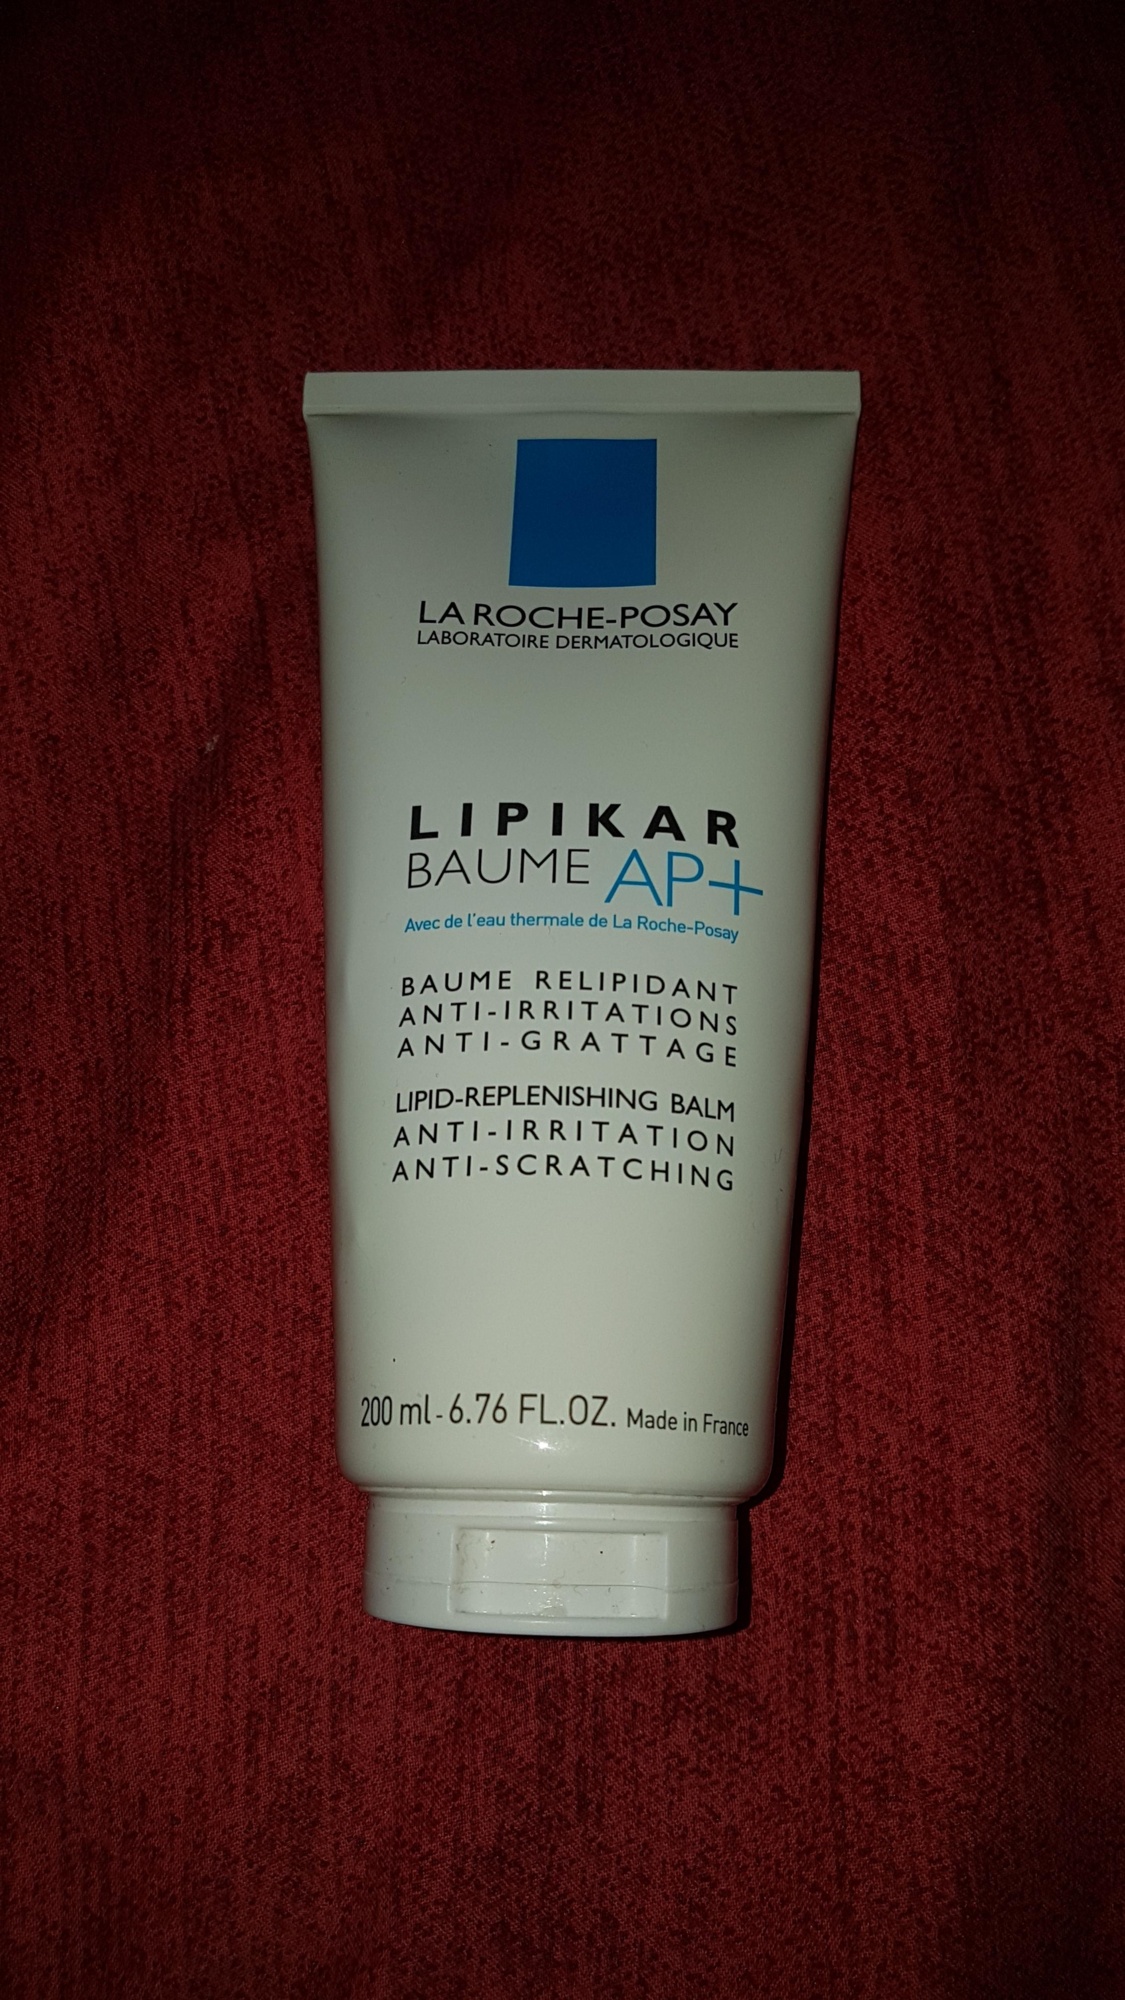 LA ROCHE-POSAY
LABORATOIRE DERMATOLOGIQUE
LIPIKAR
BAUME AP+
Avec de l'eau thermale de La Roche-Posay
BAUME RELIPIDANT
ANTI-IRRITATIONS
ANTI-GRATTAGE
LIPID-REPLENISHING BALM
ANTI-IRRITATION
ANTI-SCRATCHING
200 ml - 6.76 FL.OZ. Made in France